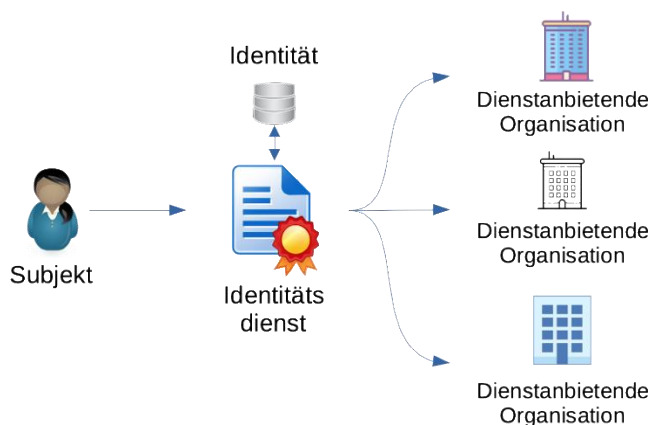 Identität
Dienstanbietende
Organisation
Subjekt
Identitäts
dienst
Dienstanbietende
Organisation
Dienstanbietende
Organisation